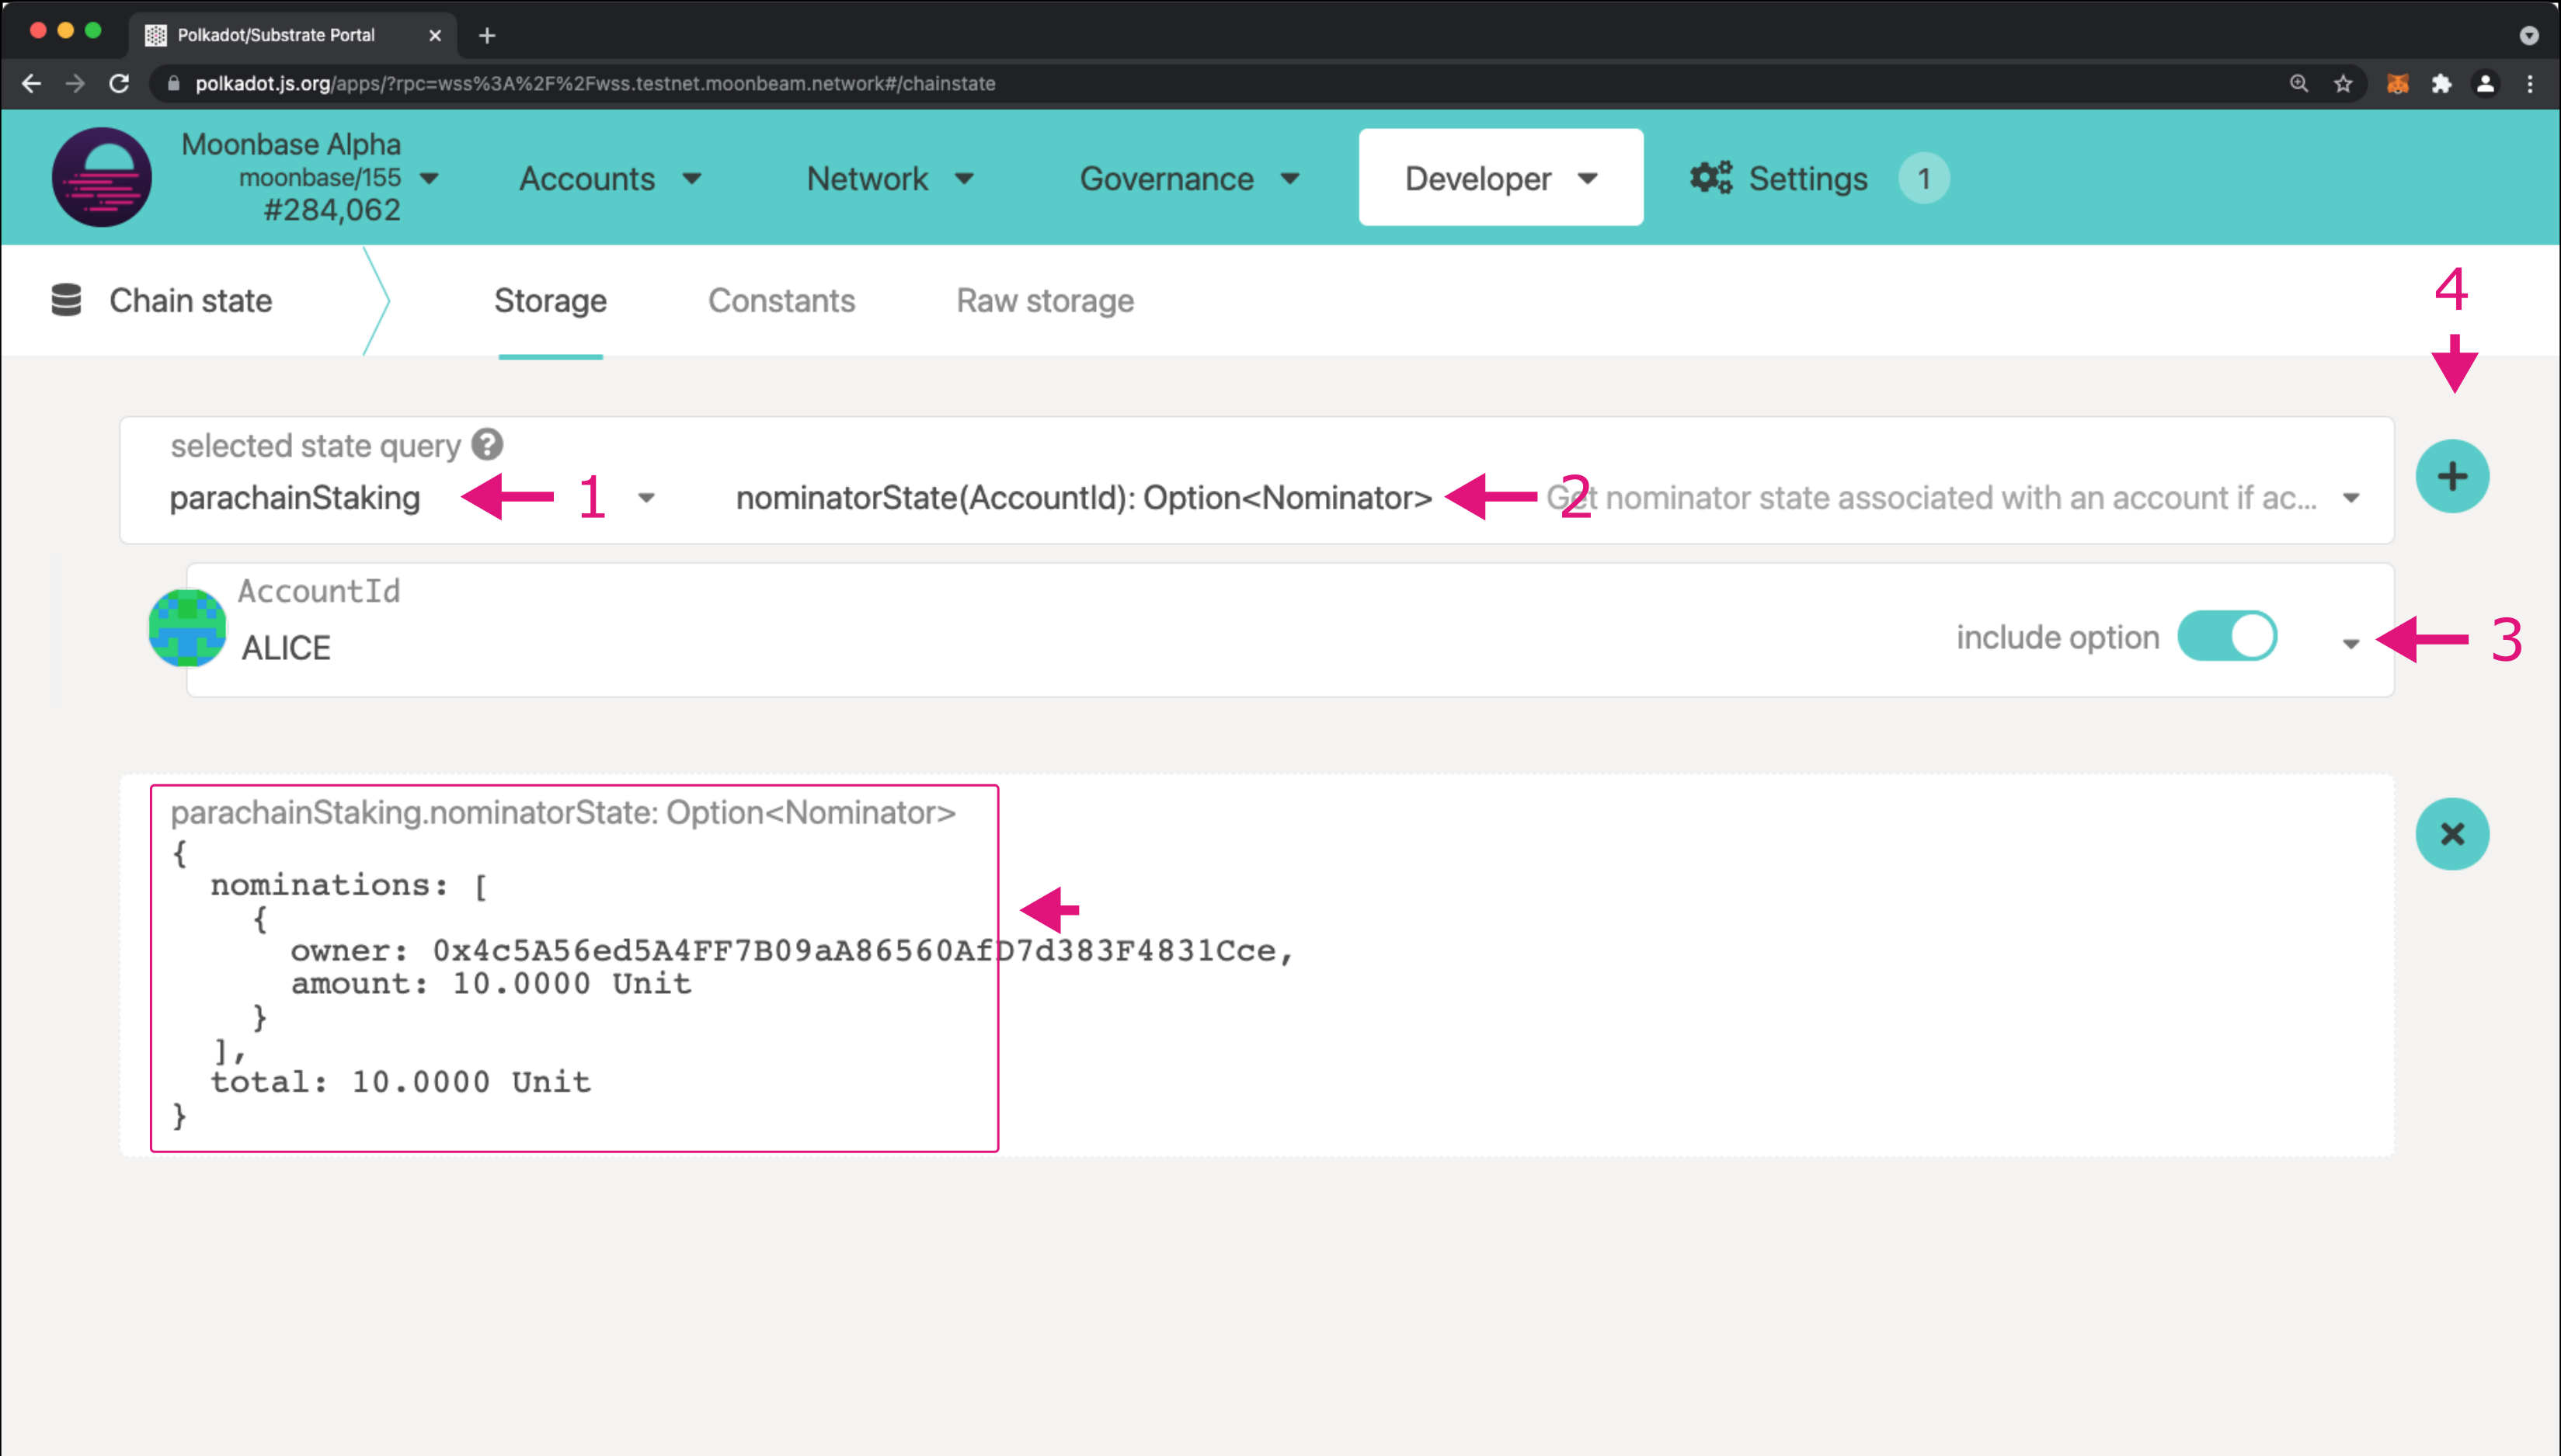 Polkadot/Substrate Portal
polkadot.js.org/apps/?rpc=wss%3A%2F%2Fwss.testnet.moonbeam.network#/chainstate
Moonbase Alpha
moonbase/155
#284,062
Accounts
Network
Governance
Developer
Settings
1
Chain state
Storage
Constants
Raw storage
4
selected state query ?
parachainStaking
1
nominatorState(AccountId): Option<Nominator>
2
Get nominator state associated with an account if ac...
AccountId
ALICE
include option
3
parachainStaking.nominatorState: Option<Nominator>
{
nominations: [
{
owner: 0x4c5A56ed5A4FF7B09aA86560AfD7d383F4831Cce,
amount: 10.0000 Unit
}
],
total: 10.0000 Unit
}